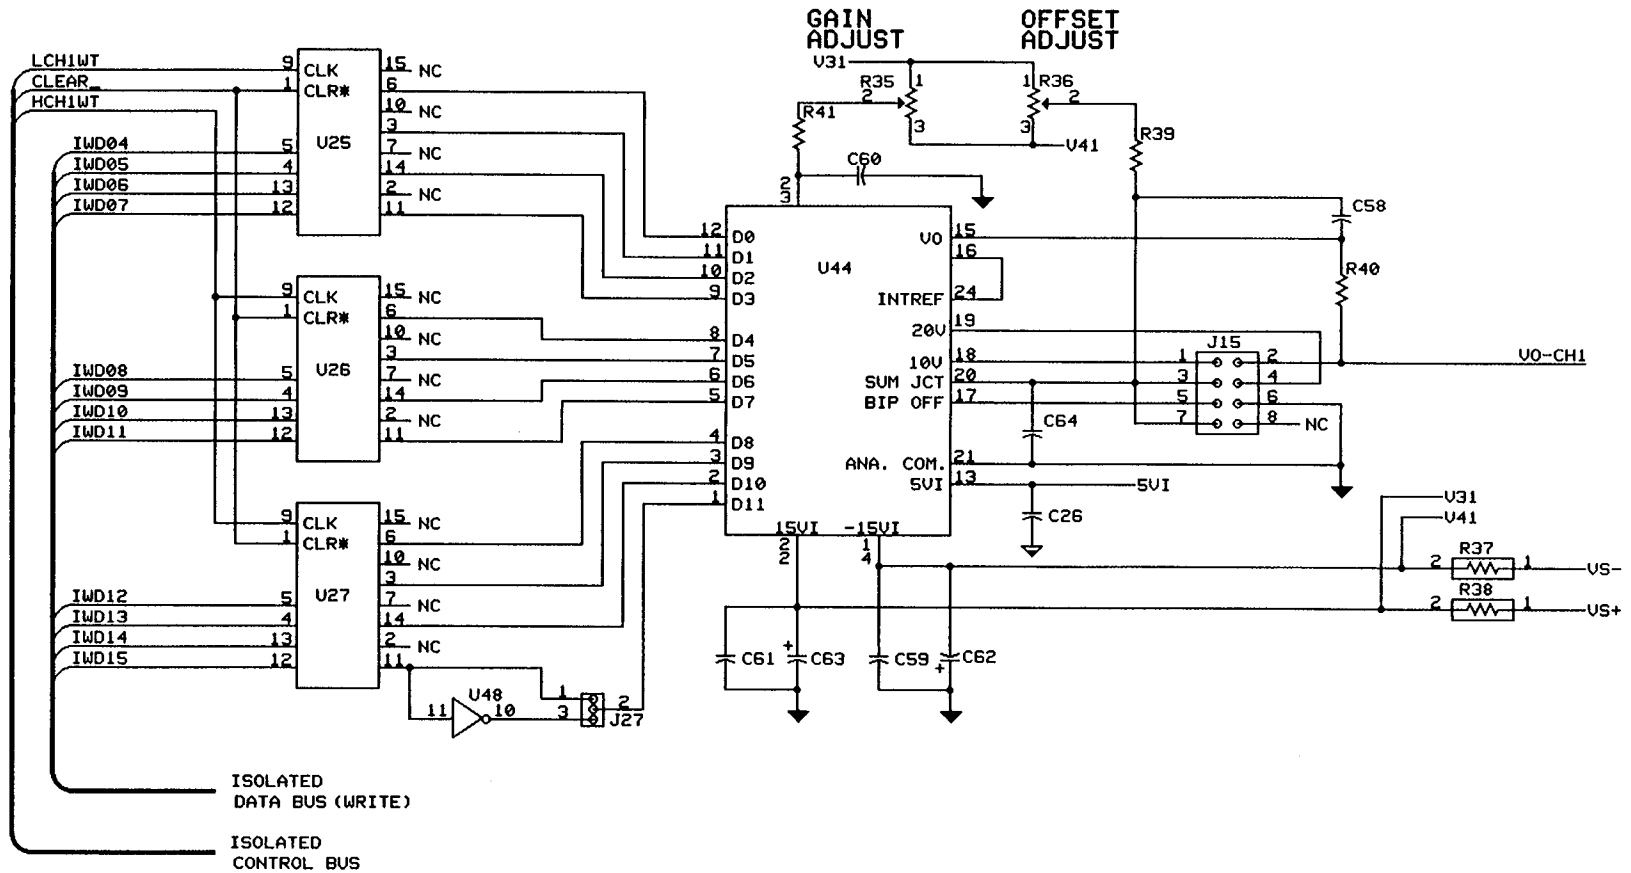 GAIN ADJUST
OFFSET ADJUST
V31
R35
1
2
3
R36
1
2
3
V41
R41
R39
C60
C58
R40
LCH1WT
CLEAR_
HCH1WT
IWD04
IWD05
IWD06
IWD07
9 CLK
1 CLR*
5
4
13
12
U25
15 NC
6
10 NC
3
7 NC
14
2 NC
11
IWD08
IWD09
IWD10
IWD11
9 CLK
1 CLR*
5
4
13
12
U26
15 NC
6
10 NC
3
7 NC
14
2 NC
11
IWD12
IWD13
IWD14
IWD15
9 CLK
1 CLR*
5
4
13
12
U27
15 NC
6
10 NC
3
7 NC
14
2 NC
11
U48
11
10
1
3
2
J27
23
U44
12 D0
11 D1
10 D2
9 D3
8 D4
7 D5
6 D6
5 D7
4 D8
3 D9
2 D10
1 D11
VO 15
16
INTREF 24
20V 19
10V 18
SUM JCT 20
BIP OFF 17
ANA. COM. 21
5VI 13
15VI
22
-15VI
14
J15
1 2
3 4
5 6
7 8
NC
VO-CH1
C64
5VI
C26
V31
V41
R37
2 1
VS-
R38
2 1
VS+
C61
+
C63
C59
+
C62
ISOLATED
DATA BUS (WRITE)
ISOLATED
CONTROL BUS